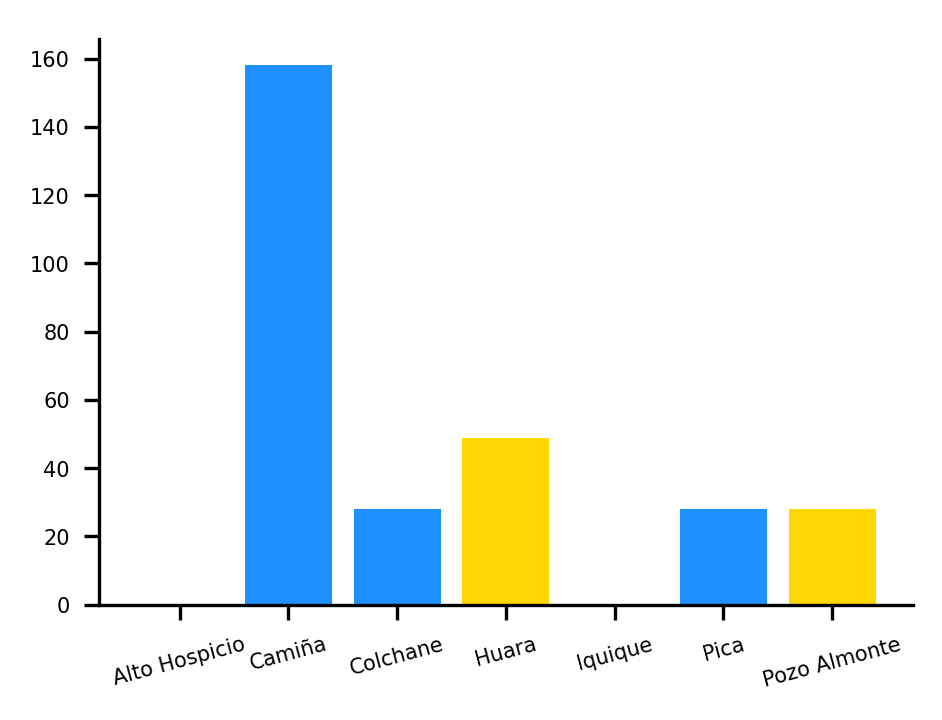 160
140
120
100
80
60
40
20
0
Alto Hospicio
Camiña
Colchane
Huara
Iquique
Pica
Pozo Almonte